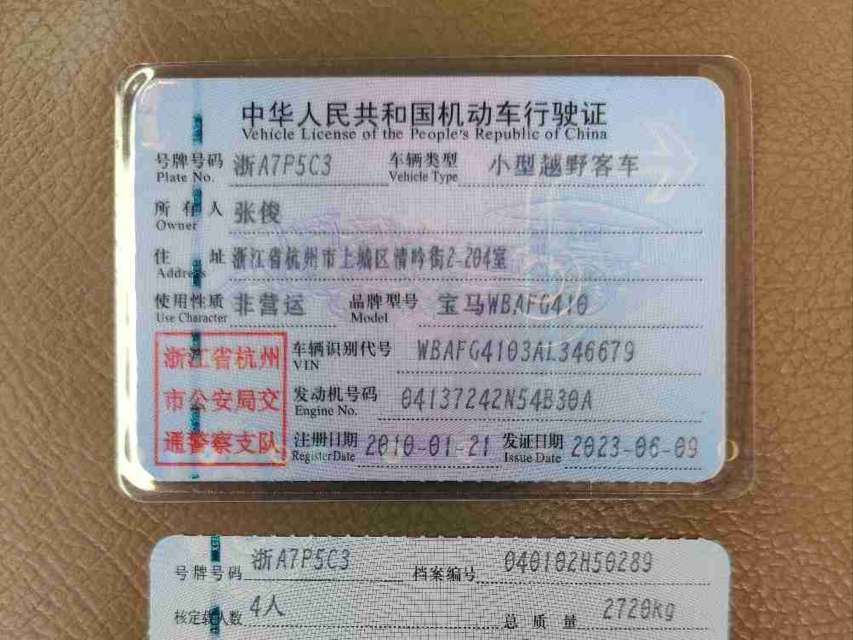 中华人民共和国机动车行驶证
Vehicle License of the People's Republic of China
号牌号码 浙A7P5C3 车辆类型 小型越野客车
Plate No. Vehicle Type
所有人 张俊
Owner
住址 浙江省杭州市上城区情吟街2-204室
Address
使用性质 非营运 品牌型号 宝马WBAFG410
Use Character Model
浙江省杭州 车辆识别代号 WBAFG4103AL346679
VIN
市公安局交 发动机号码 04137242N54B30A
Engine No.
通警察支队 注册日期 2010-01-21 发证日期 2023-06-09
Register Date Issue Date
号牌号码 浙A7P5C3 档案编号 040102H50289
核定载人数 4人 总质量 2720Kg